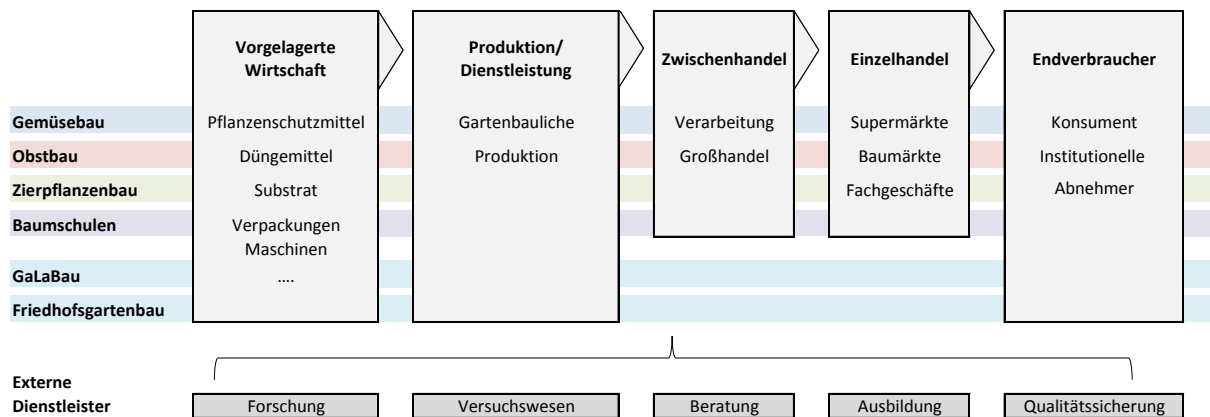 Vorgelagerte
Wirtschaft
Produktion/
Dienstleistung
Zwischenhandel
Einzelhandel
Endverbraucher
Gemüsebau
Pflanzenschutzmittel
Gartenbauliche
Verarbeitung
Supermärkte
Konsument
Obstbau
Düngemittel
Produktion
Großhandel
Baumärkte
Institutionelle
Zierpflanzenbau
Substrat
Fachgeschäfte
Abnehmer
Baumschulen
Verpackungen
Maschinen
GaLaBau
....
Friedhofsgartenbau
Externe
Dienstleister
Forschung
Versuchswesen
Beratung
Ausbildung
Qualitätssicherung